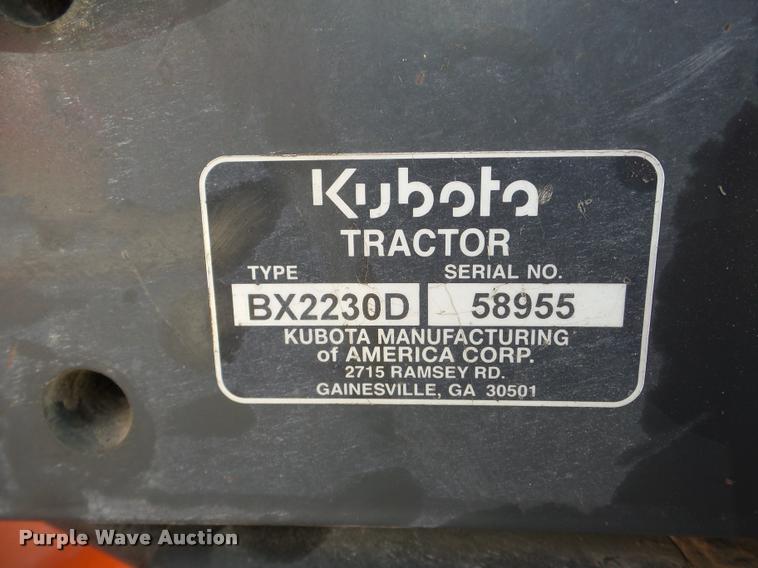 Kubota
TRACTOR
TYPE SERIAL NO.
BX2230D 58955
KUBOTA MANUFACTURING
of AMERICA CORP.
2715 RAMSEY RD.
GAINESVILLE, GA 30501
Purple Wave Auction